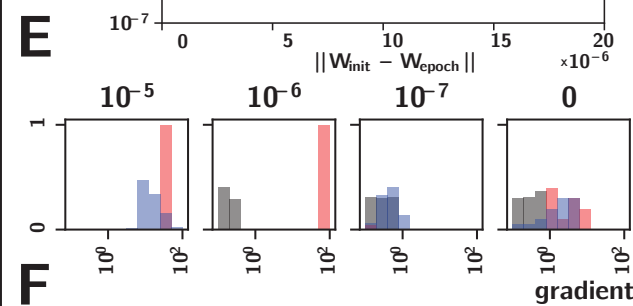 E
10⁻⁷
0 5 10 15 20
||W_init − W_epoch|| ×10⁻⁶
10⁻⁵ 10⁻⁶ 10⁻⁷ 0
1
0
10⁰ 10² 10⁰ 10² 10⁰ 10² 10⁰ 10²
F
gradient